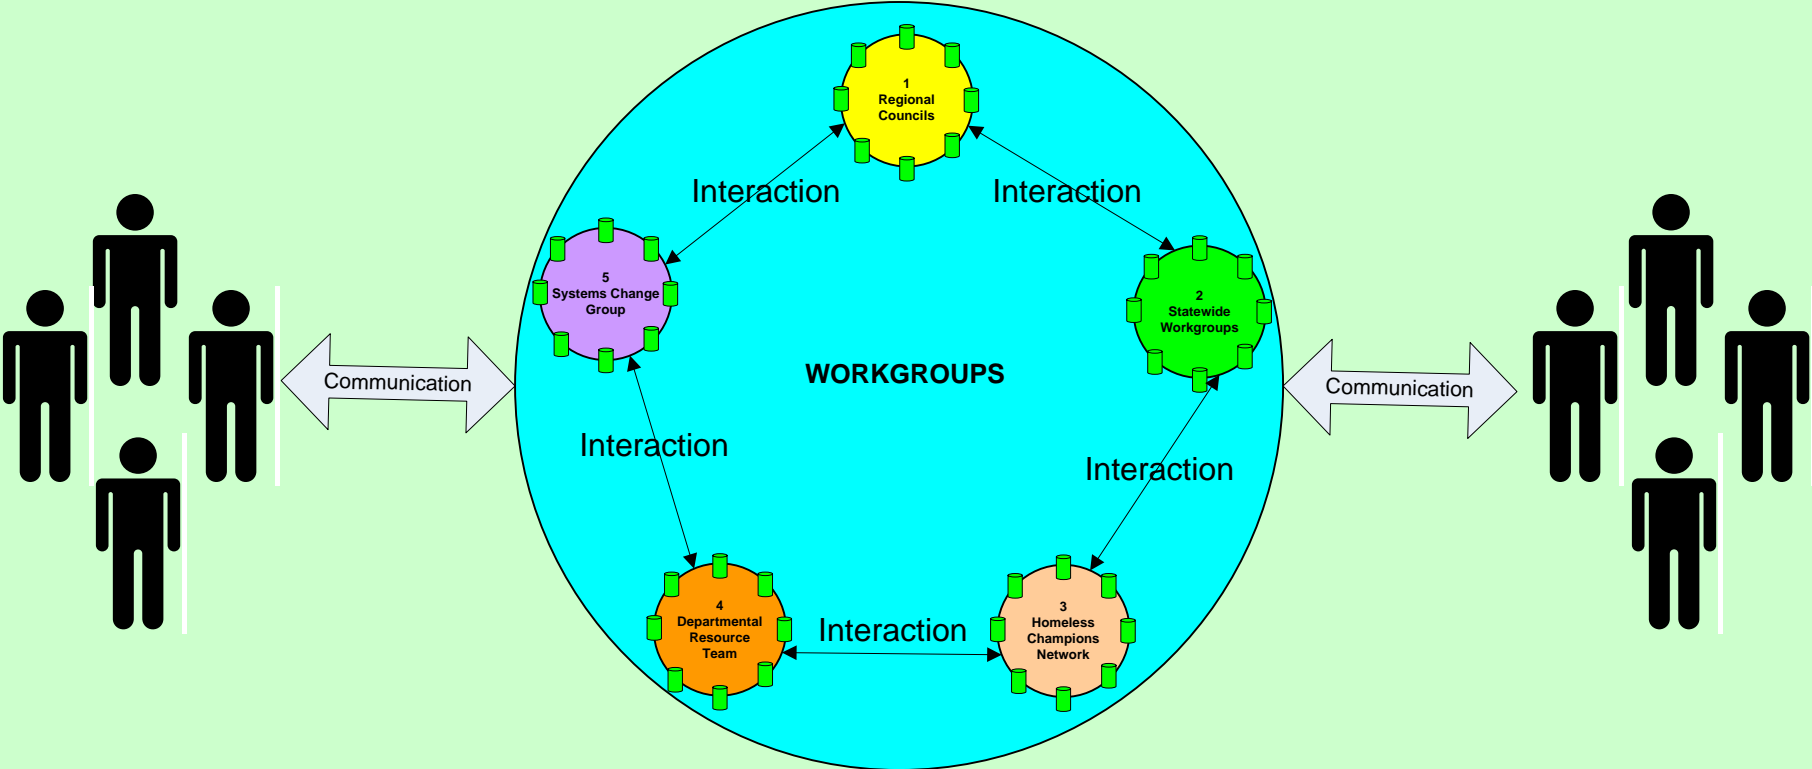 1
Regional
Councils
Interaction
Interaction
5
Systems Change
Group
2
Statewide
Workgroups
WORKGROUPS
Communication
Communication
Interaction
Interaction
4
Departmental
Resource
Team
Interaction
3
Homeless
Champions
Network